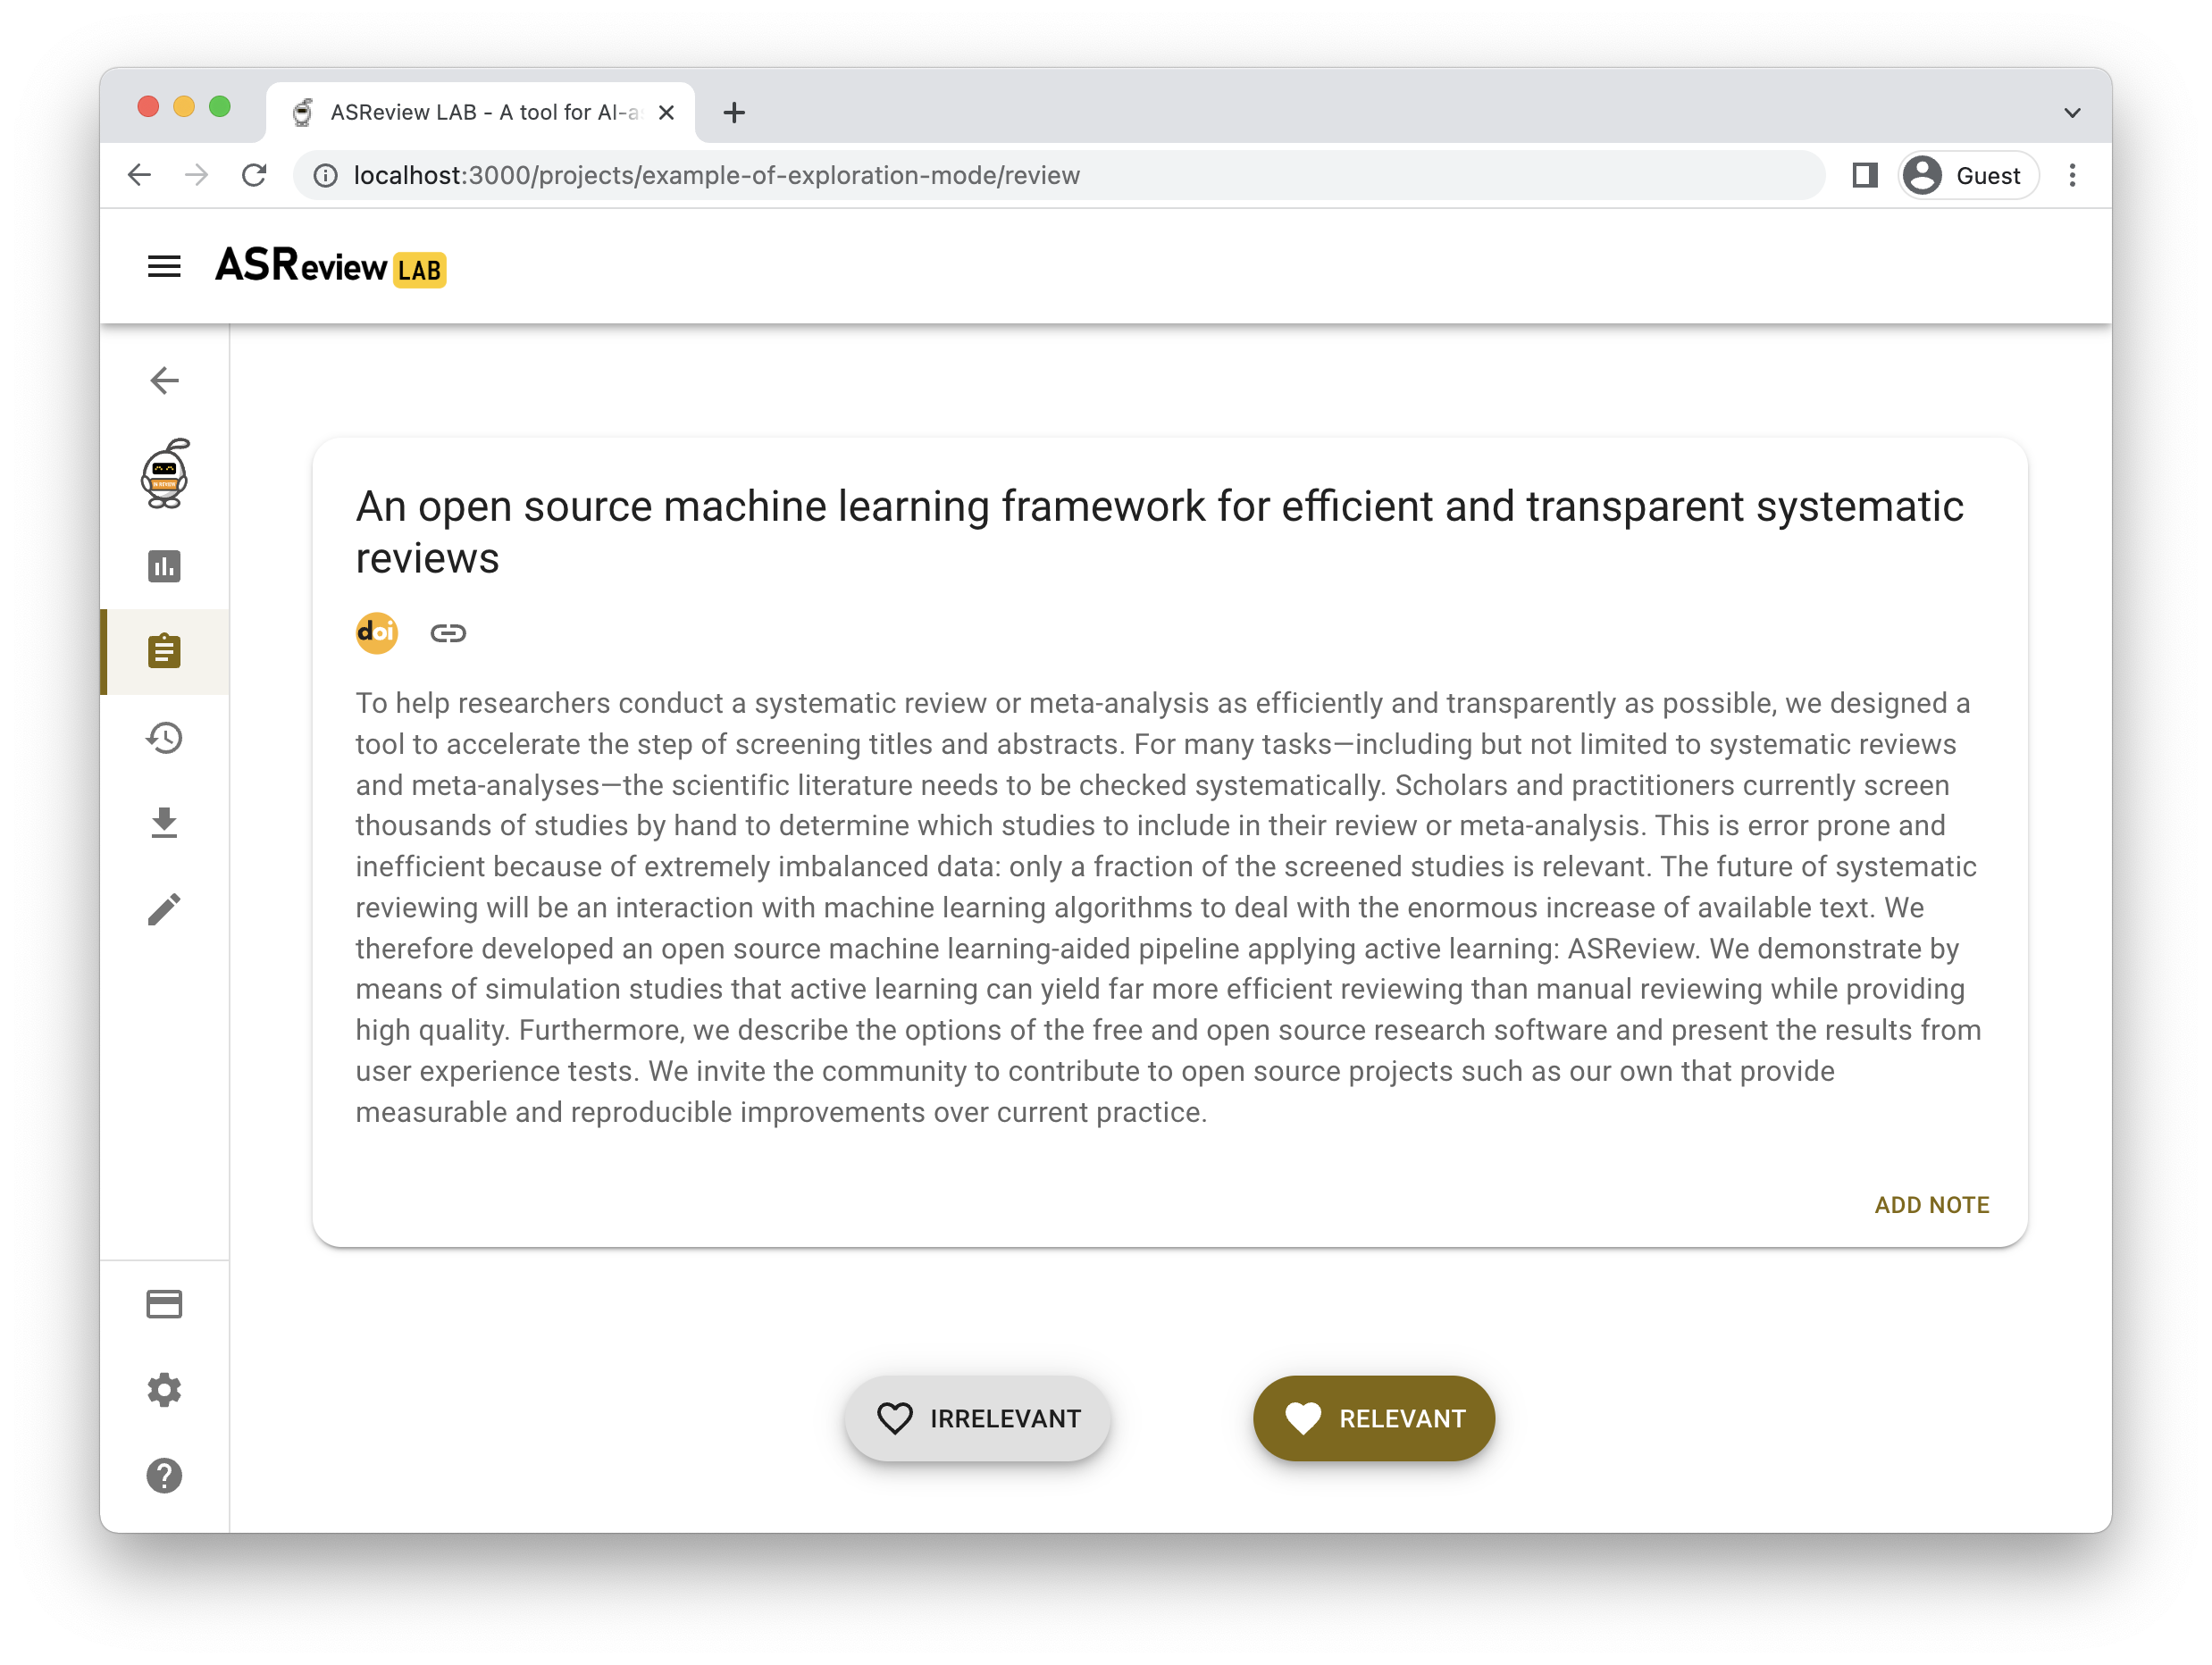 ASReview LAB - A tool for AI-as
localhost:3000/projects/example-of-exploration-mode/review
Guest
ASReview LAB
An open source machine learning framework for efficient and transparent systematic
reviews
doi
To help researchers conduct a systematic review or meta-analysis as efficiently and transparently as possible, we designed a
tool to accelerate the step of screening titles and abstracts. For many tasks—including but not limited to systematic reviews
and meta-analyses—the scientific literature needs to be checked systematically. Scholars and practitioners currently screen
thousands of studies by hand to determine which studies to include in their review or meta-analysis. This is error prone and
inefficient because of extremely imbalanced data: only a fraction of the screened studies is relevant. The future of systematic
reviewing will be an interaction with machine learning algorithms to deal with the enormous increase of available text. We
therefore developed an open source machine learning-aided pipeline applying active learning: ASReview. We demonstrate by
means of simulation studies that active learning can yield far more efficient reviewing than manual reviewing while providing
high quality. Furthermore, we describe the options of the free and open source research software and present the results from
user experience tests. We invite the community to contribute to open source projects such as our own that provide
measurable and reproducible improvements over current practice.
ADD NOTE
IRRELEVANT
RELEVANT